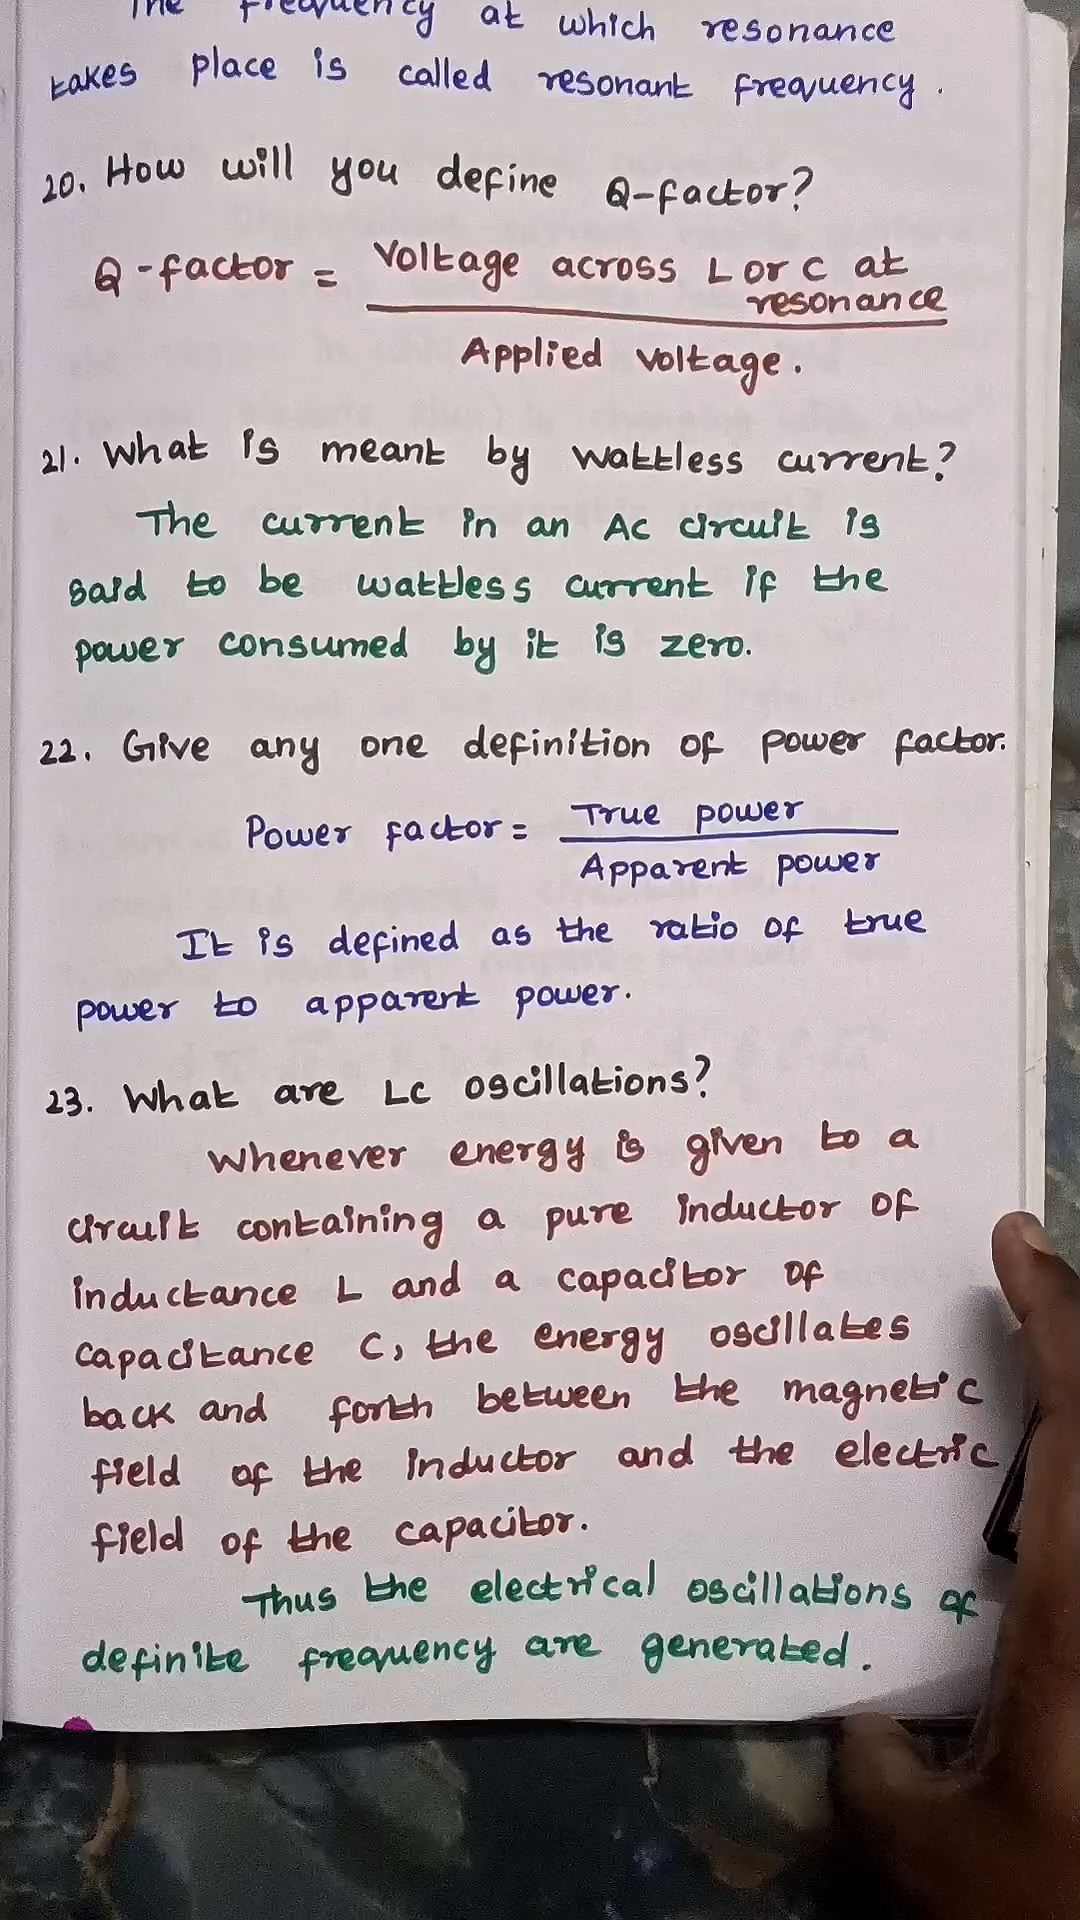 The frequency at which resonance
takes place is called resonant frequency.
20. How will you define Q-factor?
Q-factor = Voltage across L or C at
resonance
Applied voltage.
21. What is meant by wattless current?
The current in an AC circuit is
said to be wattless current if the
power consumed by it is zero.
22. Give any one definition of power factor.
Power factor = True power
Apparent power
It is defined as the ratio of true
power to apparent power.
23. What are LC oscillations?
Whenever energy is given to a
circuit containing a pure inductor of
inductance L and a capacitor of
capacitance C, the energy oscillates
back and forth between the magnetic
field of the inductor and the electric
field of the capacitor.
Thus the electrical oscillations of
definite frequency are generated.